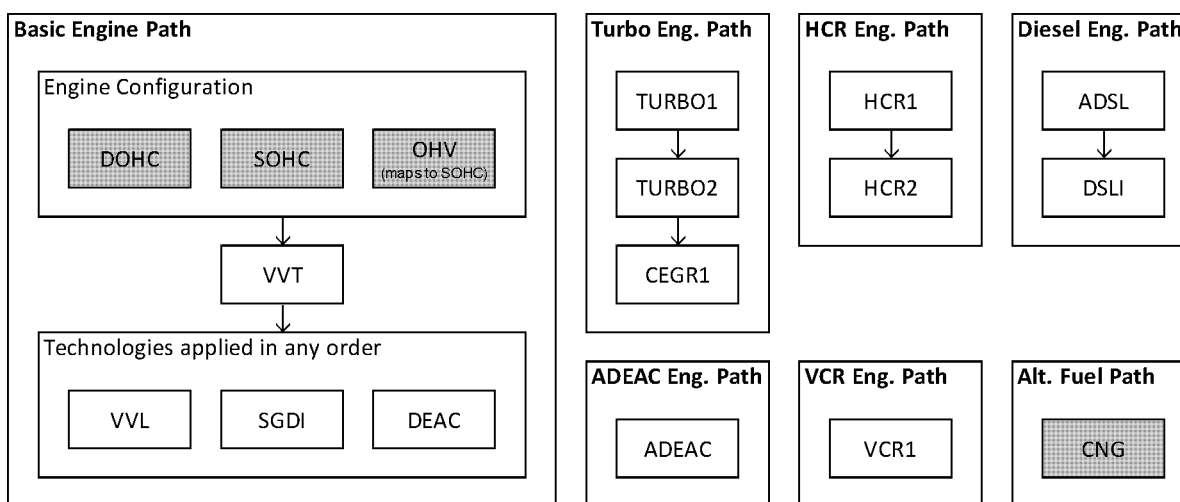 Basic Engine Path
Engine Configuration
DOHC
SOHC
OHV
(maps to SOHC)
VVT
Technologies applied in any order
VVL
SGDI
DEAC
Turbo Eng. Path
TURBO1
TURBO2
CEGR1
HCR Eng. Path
HCR1
HCR2
Diesel Eng. Path
ADSL
DSLI
ADEAC Eng. Path
ADEAC
VCR Eng. Path
VCR1
Alt. Fuel Path
CNG